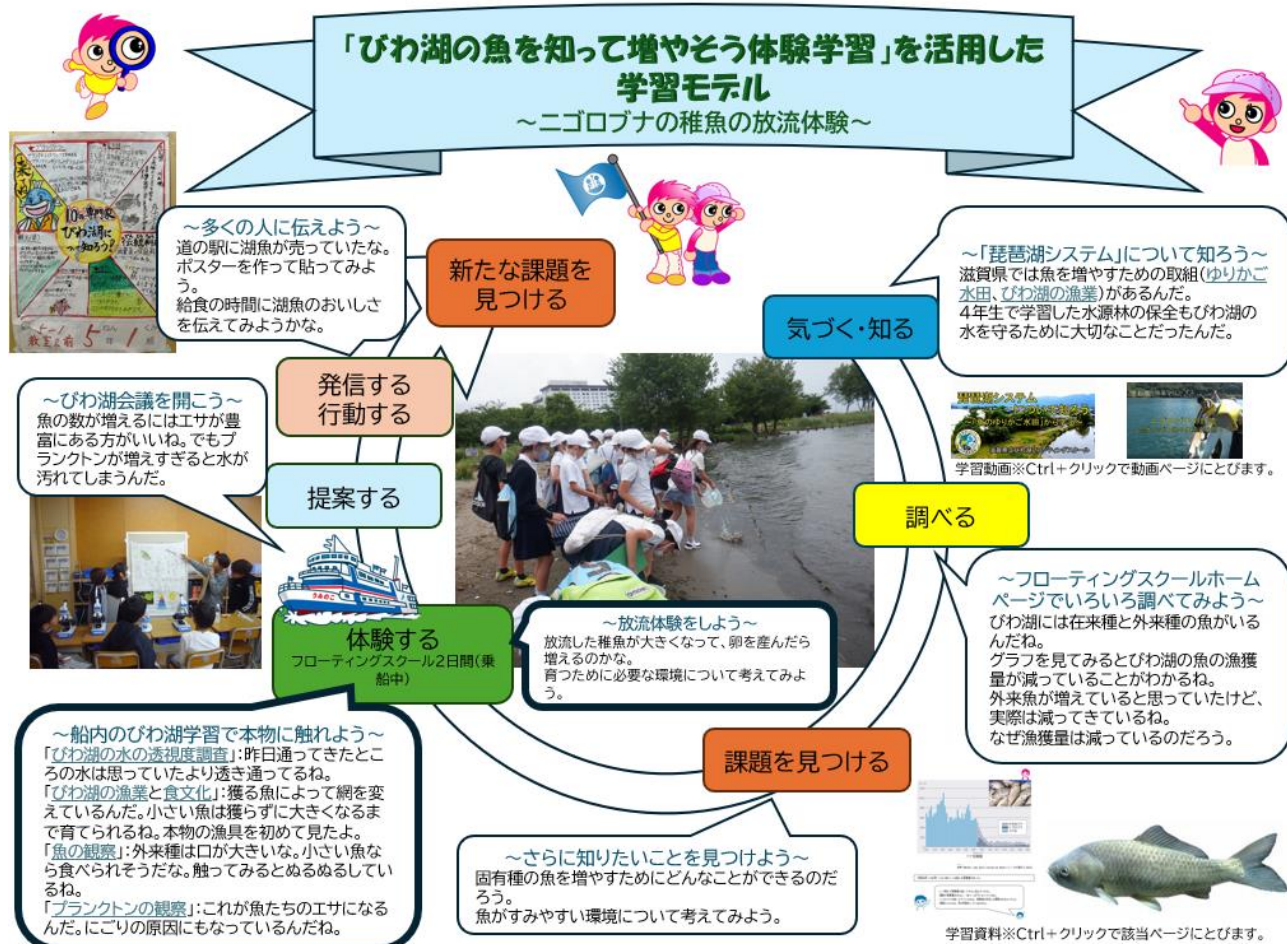 「びわ湖の魚を知って増やそう体験学習」を活用した
学習モデル
～ニゴロブナの稚魚の放流体験～
気づく・知る
～「琵琶湖システム」について知ろう～
滋賀県では魚を増やすための取組(ゆりかご
水田、びわ湖の漁業)があるんだ。
４年生で学習した水源林の保全もびわ湖の
水を守るために大切なことだったんだ。
琵琶湖システム
学習動画※Ctrl+クリックで動画ページにとびます。
調べる
～フローティングスクールホーム
ページでいろいろ調べてみよう～
びわ湖には在来種と外来種の魚がいる
んだね。
グラフを見てみるとびわ湖の魚の漁獲
量が減っていることがわかるね。
外来魚が増えていると思っていたけど、
実際は減ってきているね。
なぜ漁獲量は減っているのだろう。
学習資料※Ctrl+クリックで該当ページにとびます。
課題を見つける
～さらに知りたいことを見つけよう～
固有種の魚を増やすためにどんなことができるのだ
ろう。
魚がすみやすい環境について考えてみよう。
体験する
フローティングスクール2日間(乗
船中)
うみのこ
～放流体験をしよう～
放流した稚魚が大きくなって、卵を産んだら
増えるのかな。
育つために必要な環境について考えてみよ
う。
～船内のびわ湖学習で本物に触れよう～
「びわ湖の水の透視度調査」:昨日通ってきたとこ
ろの水は思っていたより透き通ってるね。
「びわ湖の漁業と食文化」:獲る魚によって網を変
えているんだ。小さい魚は獲らずに大きくなるま
で育てられるね。本物の漁具を初めて見たよ。
「魚の観察」:外来種は口が大きいな。小さい魚な
ら食べられそうだな。触ってみるとぬるぬるしてい
るね。
「プランクトンの観察」:これが魚たちのエサになる
んだ。にごりの原因にもなっているんだね。
提案する
～びわ湖会議を開こう～
魚の数が増えるにはエサが豊
富にある方がいいね。でもプ
ランクトンが増えすぎると水が
汚れてしまうんだ。
発信する
行動する
～多くの人に伝えよう～
道の駅に湖魚が売っていたな。
ポスターを作って貼ってみよ
う。
給食の時間に湖魚のおいしさ
を伝えてみようかな。
新たな課題を
見つける
びわ湖に
ついて知ろう!